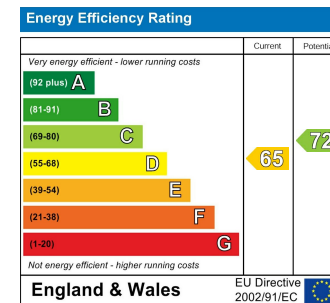 Energy Efficiency Rating
Current
Very energy efficient - lower running costs
(92 plus) A
(81-91) B
(69-80) C
72
(55-68) D
65
(39-54) E
(21-38) F
(1-20) G
Not energy efficient - higher running costs
England & Wales
EU Directive
2002/91/EC